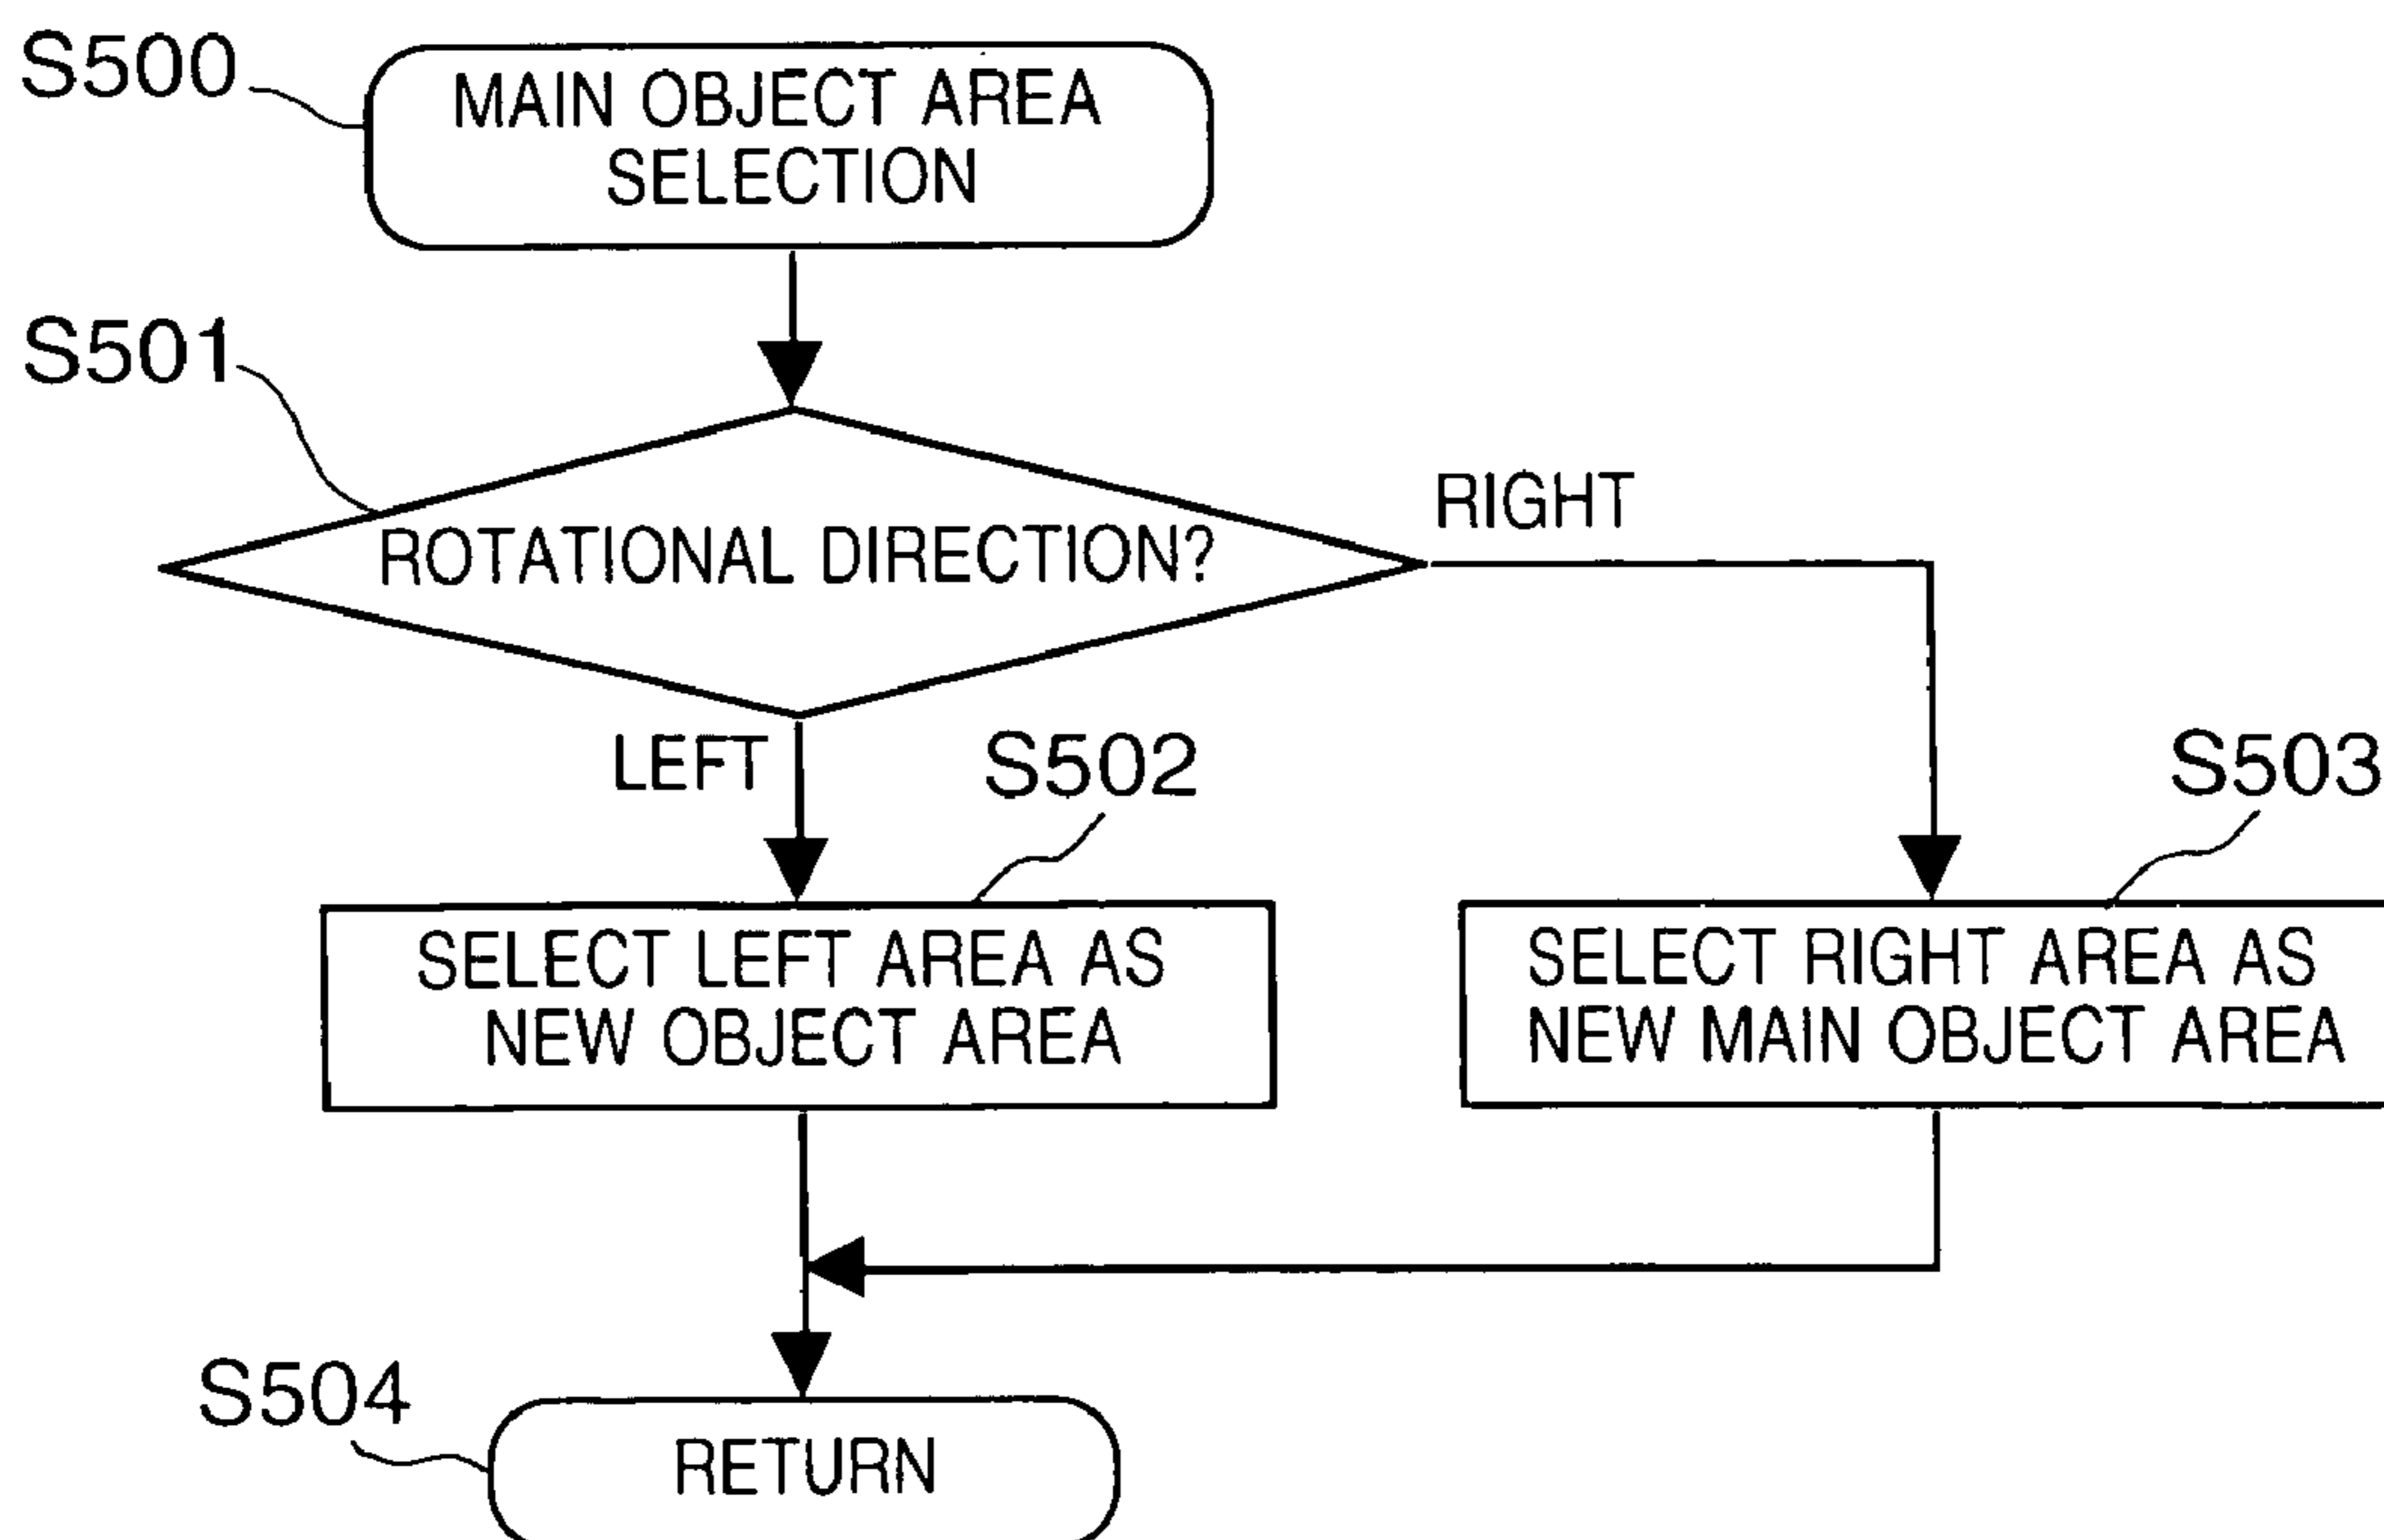 S500
MAIN OBJECT AREA
SELECTION
S501
ROTATIONAL DIRECTION?
RIGHT
LEFT
S502
S503
SELECT LEFT AREA AS
NEW OBJECT AREA
SELECT RIGHT AREA AS
NEW MAIN OBJECT AREA
S504
RETURN